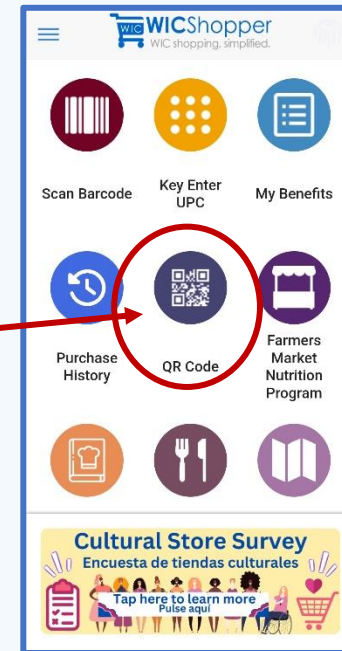 WIC WICShopper
WIC shopping, simplified.
Scan Barcode
Key Enter
UPC
My Benefits
Purchase
History
QR Code
Farmers
Market
Nutrition
Program
Cultural Store Survey
Encuesta de tiendas culturales
Tap here to learn more
Pulse aquí